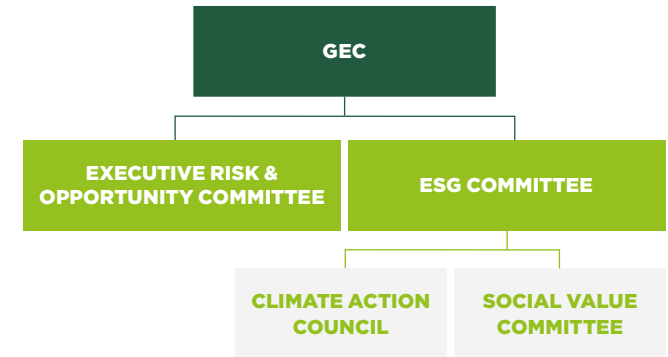 GEC
EXECUTIVE RISK &
OPPORTUNITY COMMITTEE
ESG COMMITTEE
CLIMATE ACTION
COUNCIL
SOCIAL VALUE
COMMITTEE